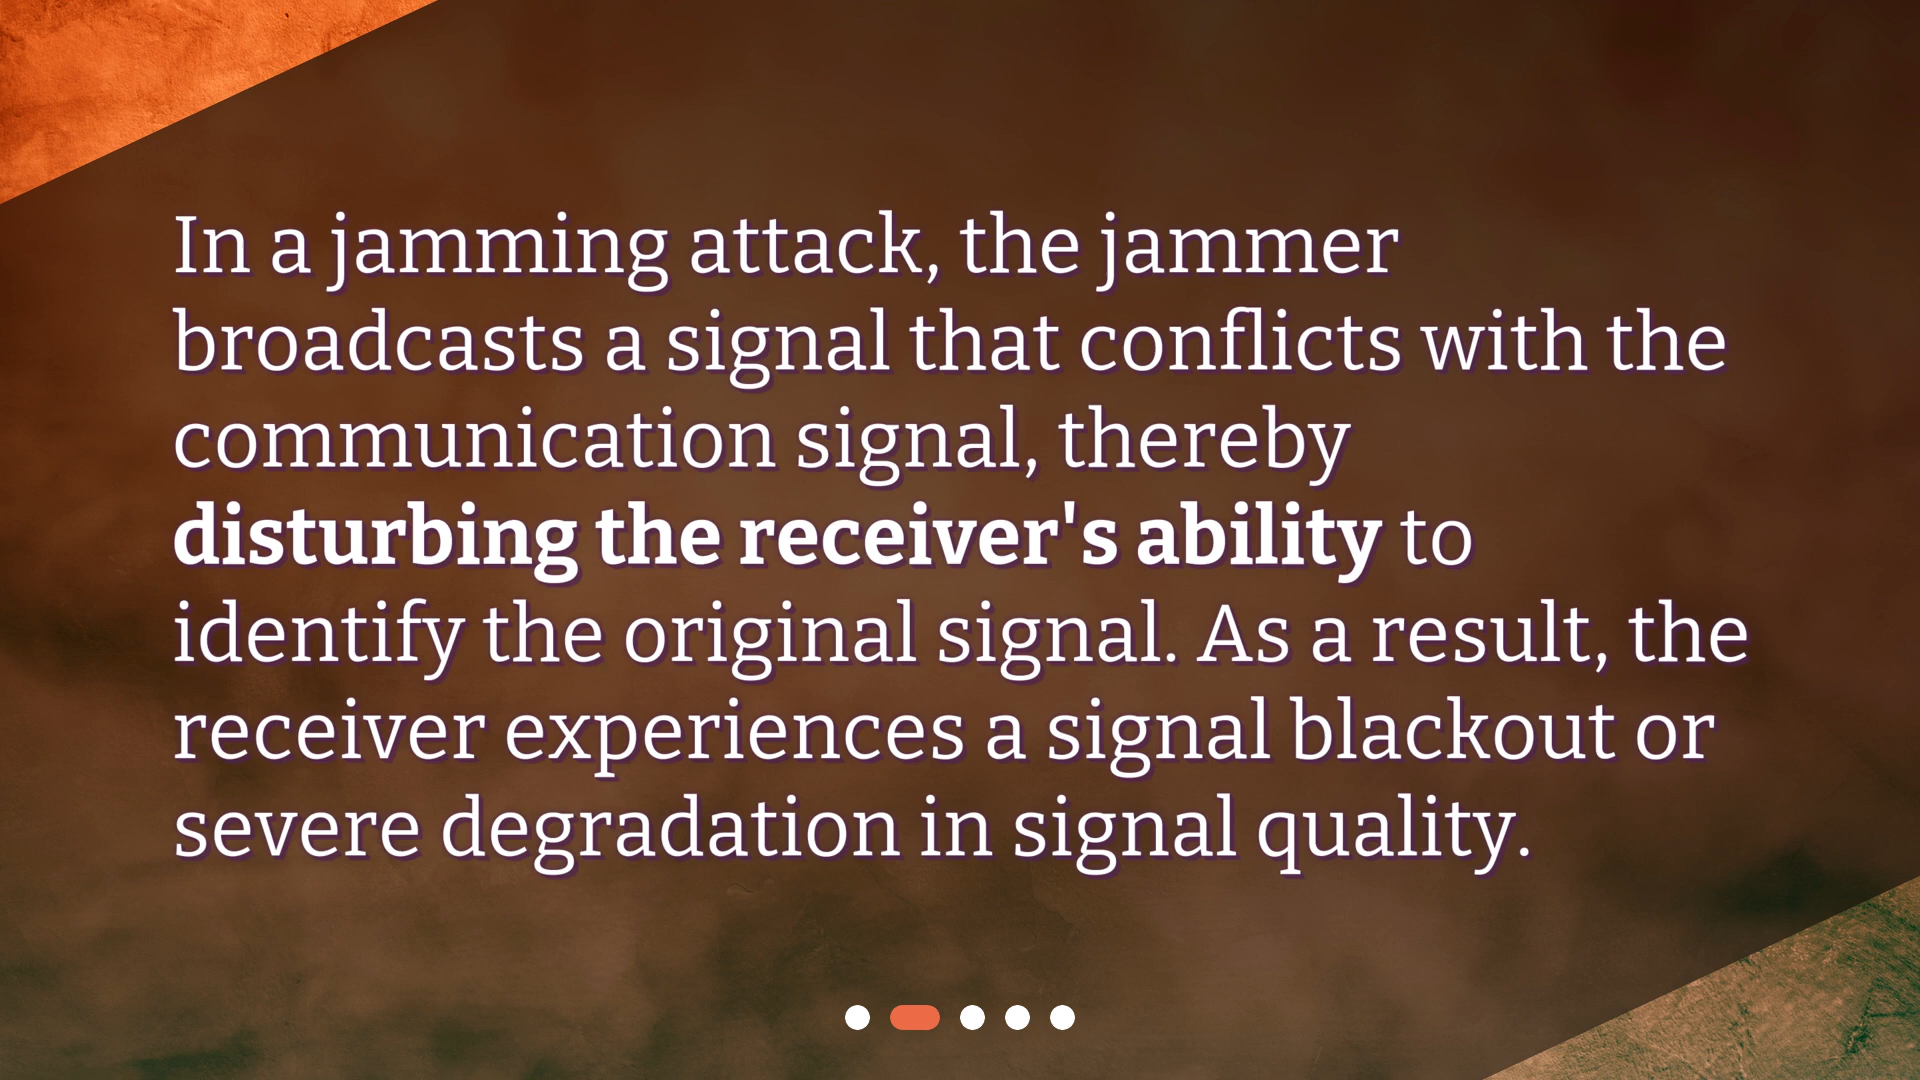 In a jamming attack, the jammer
broadcasts a signal that conflicts with the
communication signal, thereby
disturbing the receiver's ability to
identify the original signal. As a result, the
receiver experiences a signal blackout or
severe degradation in signal quality.